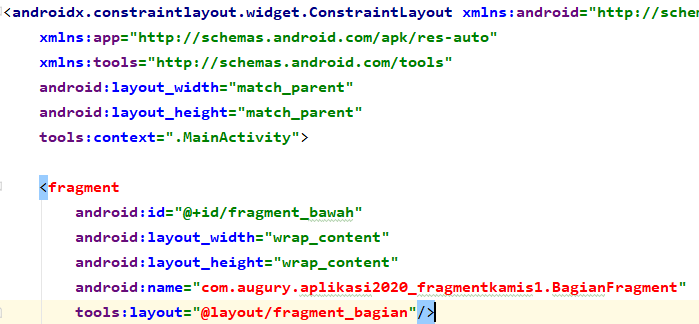 <androidx.constraintlayout.widget.ConstraintLayout xmlns:android="http://schem
xmlns:app="http://schemas.android.com/apk/res-auto"
xmlns:tools="http://schemas.android.com/tools"
android:layout_width="match_parent"
android:layout_height="match_parent"
tools:context=".MainActivity">
<fragment
android:id="@+id/fragment_bawah"
android:layout_width="wrap_content"
android:layout_height="wrap_content"
android:name="com.augury.aplikasi2020_fragmentkamis1.BagianFragment"
tools:layout="@layout/fragment_bagian"/>